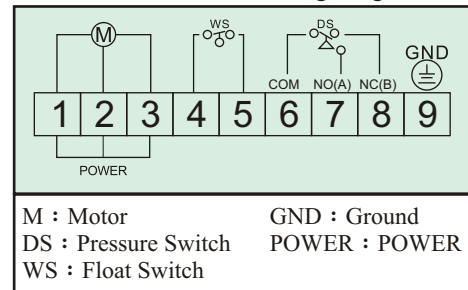 M
WS
DS
GND
COM NO(A) NC(B)
1 2 3 4 5 6 7 8 9
POWER
M：Motor GND：Ground
DS：Pressure Switch POWER：POWER
WS：Float Switch